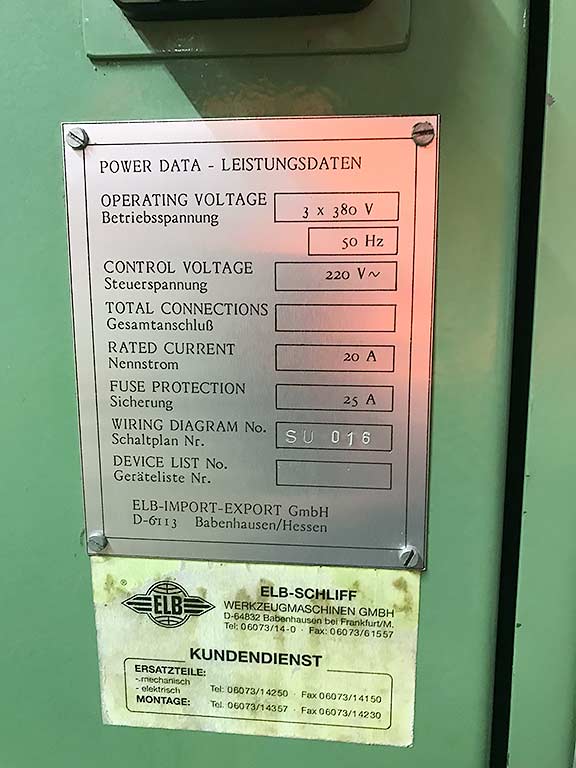 POWER DATA - LEISTUNGSDATEN
OPERATING VOLTAGE
Betriebsspannung
3 x 380 V
50 Hz
CONTROL VOLTAGE
Steuerspannung
220 V~
TOTAL CONNECTIONS
Gesamtanschluß
RATED CURRENT
Nennstrom
20 A
FUSE PROTECTION
Sicherung
25 A
WIRING DIAGRAM No.
Schaltplan Nr.
SU 016
DEVICE LIST No.
Geräteliste Nr.
ELB-IMPORT-EXPORT GmbH
D-6113 Babenhausen/Hessen
® ELB
ELB-SCHLIFF
WERKZEUGMASCHINEN GMBH
D-64832 Babenhausen bei Frankfurt/M.
Tel: 06073/14-0 · Fax: 06073/61557
KUNDENDIENST
ERSATZTEILE:
- mechanisch
- elektrisch Tel: 06073/14250 · Fax 06073/14150
MONTAGE: Tel. 06073/14357 · Fax 06073/14230